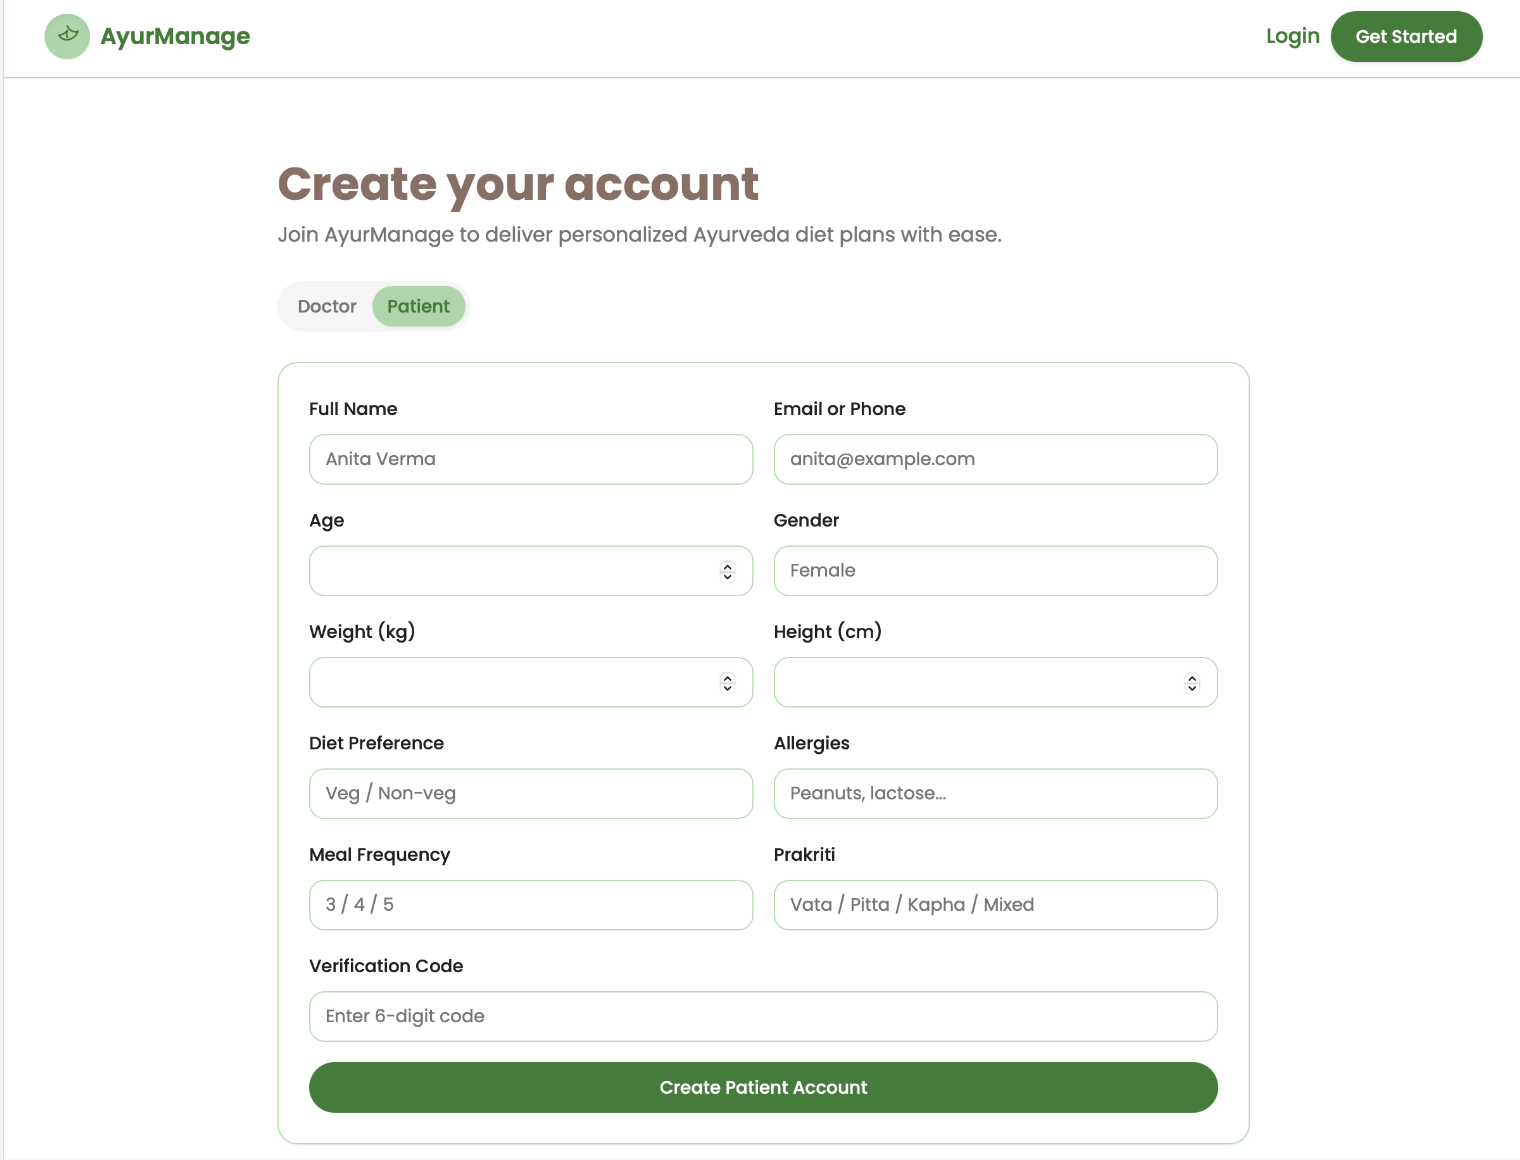 AyurManage
Login
Get Started
Create your account
Join AyurManage to deliver personalized Ayurveda diet plans with ease.
Doctor
Patient
Full Name
Email or Phone
Anita Verma
anita@example.com
Age
Gender
Female
Weight (kg)
Height (cm)
Diet Preference
Allergies
Veg / Non-veg
Peanuts, lactose...
Meal Frequency
Prakriti
3 / 4 / 5
Vata / Pitta / Kapha / Mixed
Verification Code
Enter 6-digit code
Create Patient Account